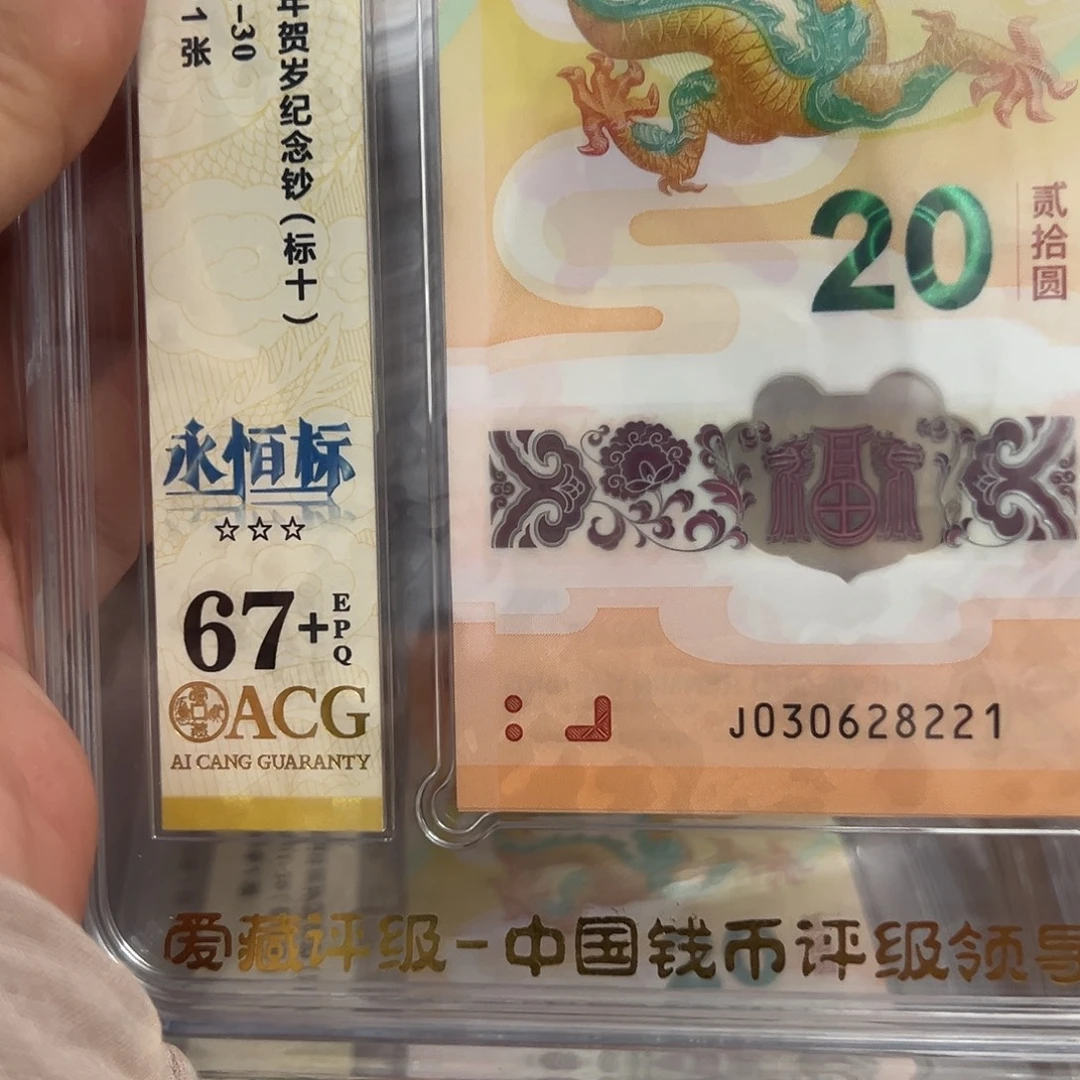 年贺岁纪念钞（标十）
-30
1张
永恒标
☆☆☆
67+EPQ
ACG
AI CANG GUARANTY
20
贰拾圆
J030628221
爱藏评级-中国钱币评级领导